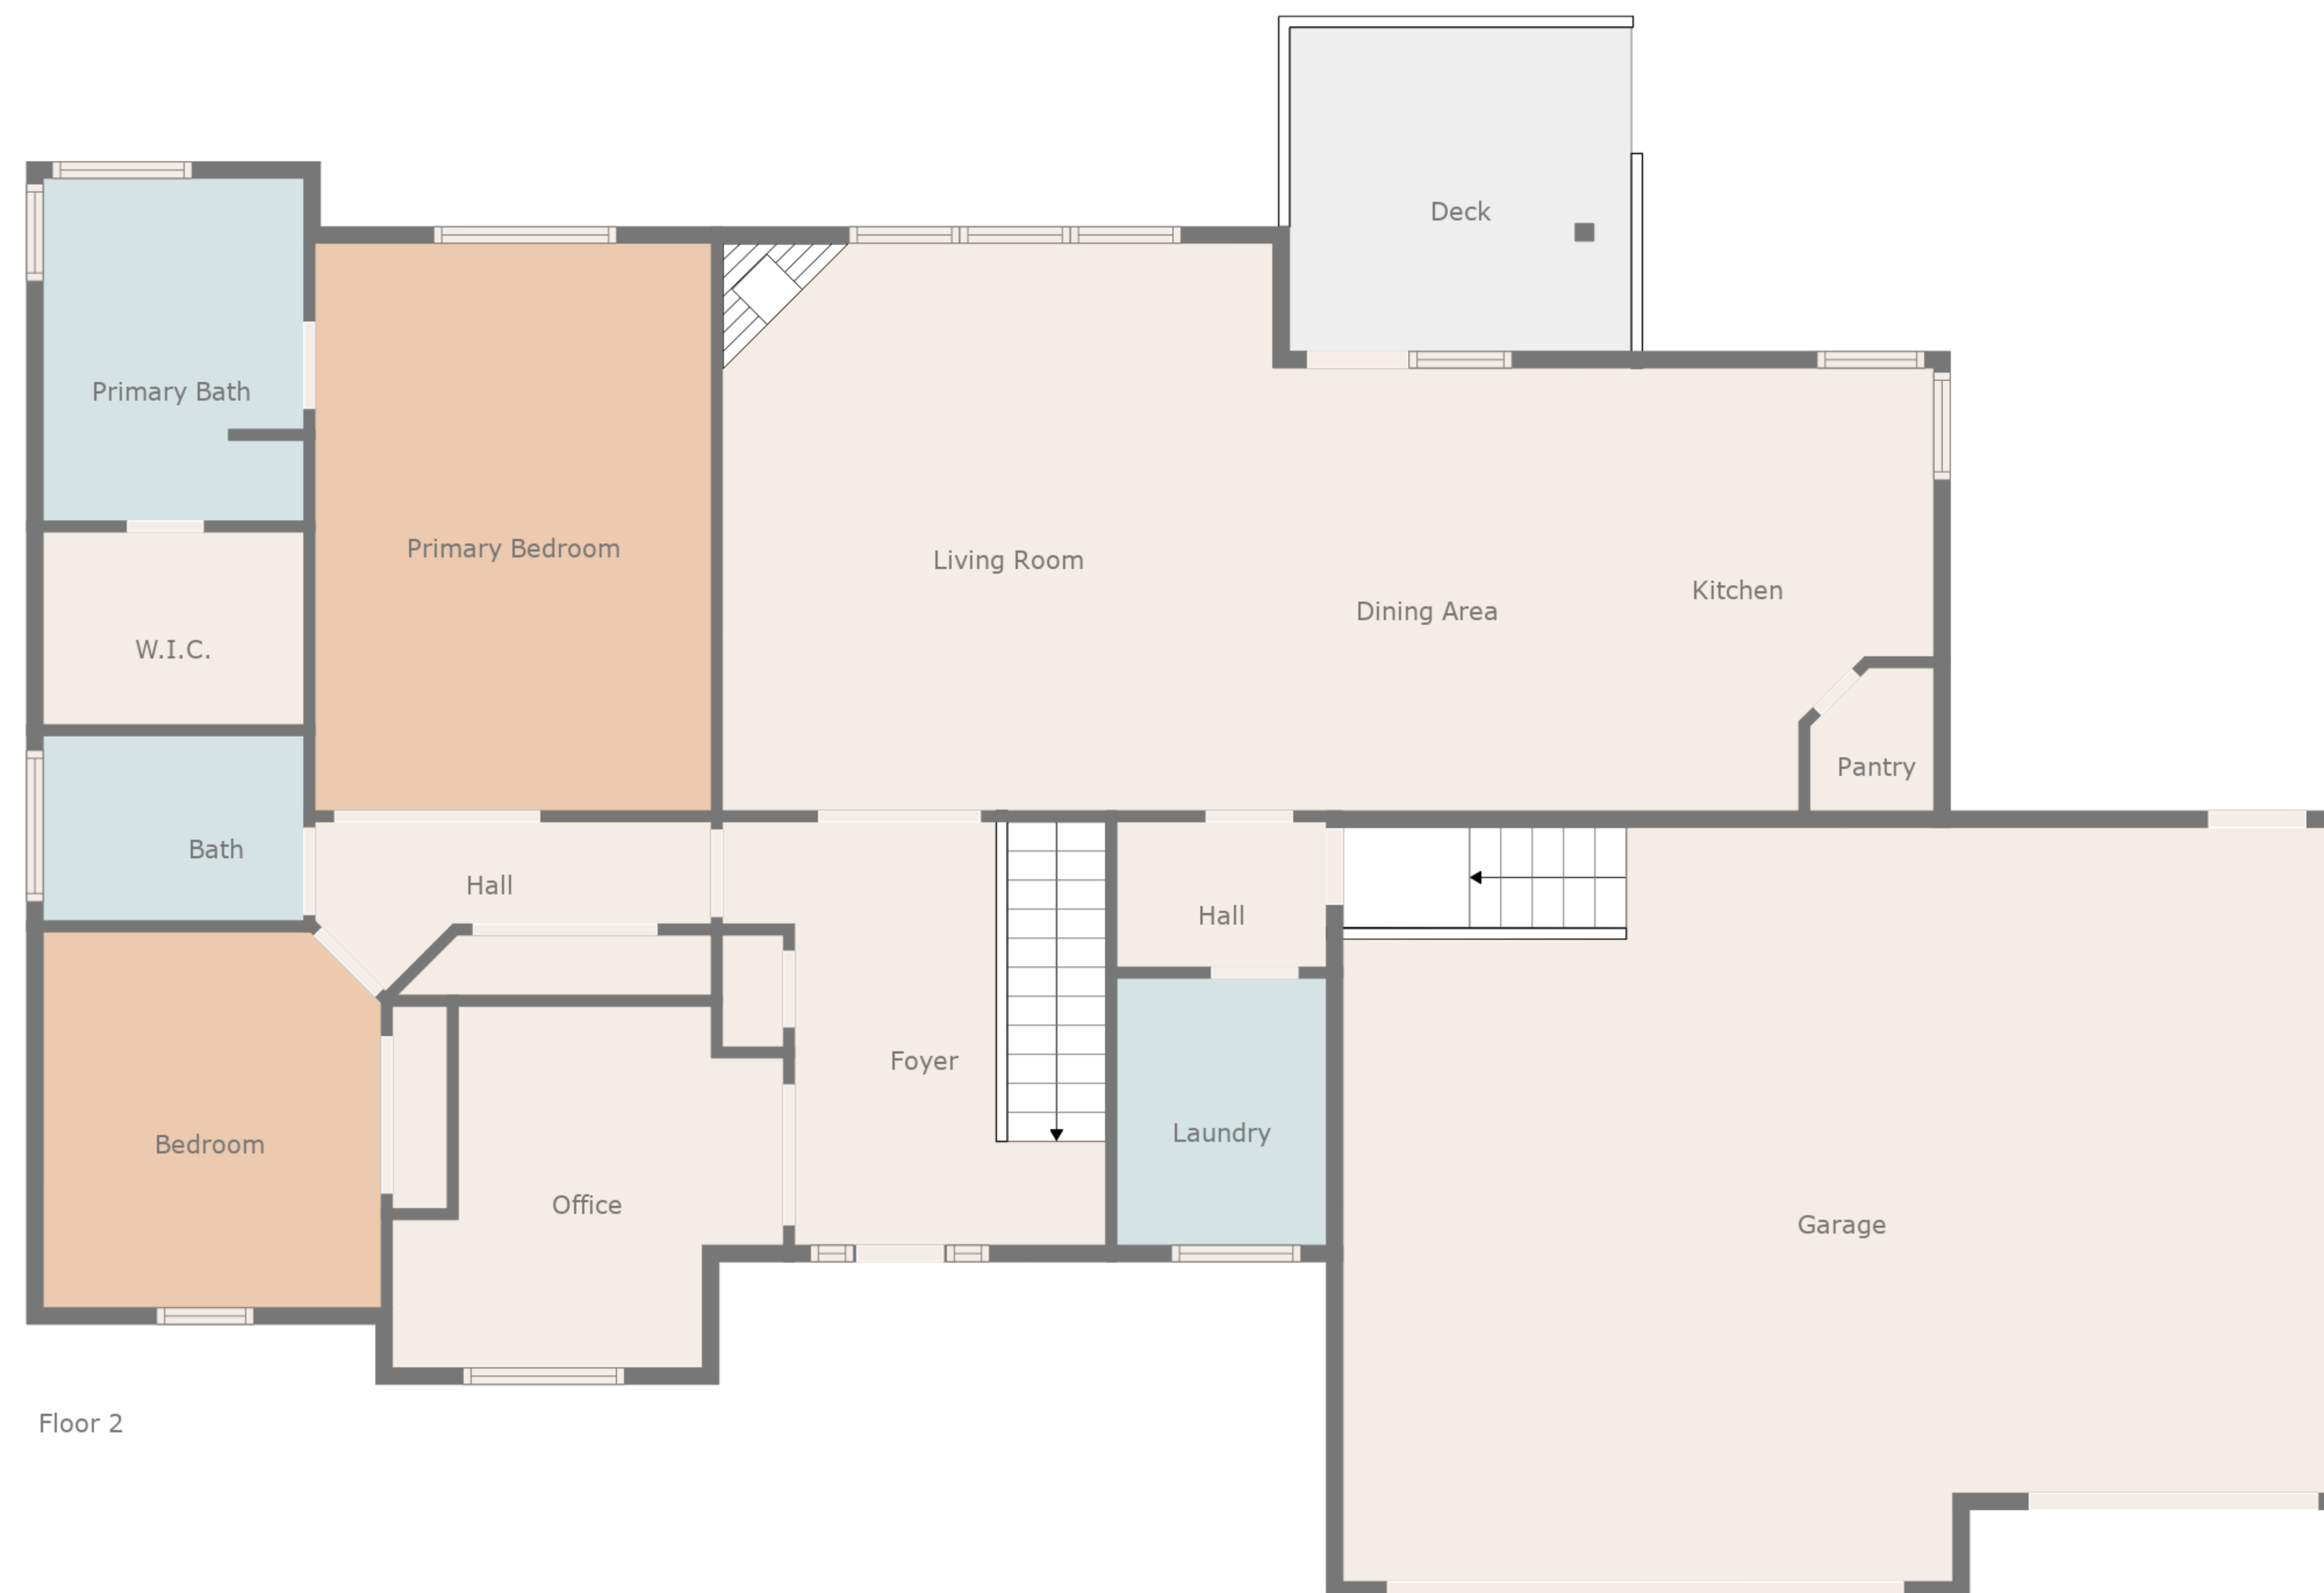 Deck
Primary Bath
Primary Bedroom
Living Room
Dining Area
Kitchen
W.I.C.
Pantry
Bath
Hall
Hall
Foyer
Laundry
Bedroom
Office
Garage
Floor 2